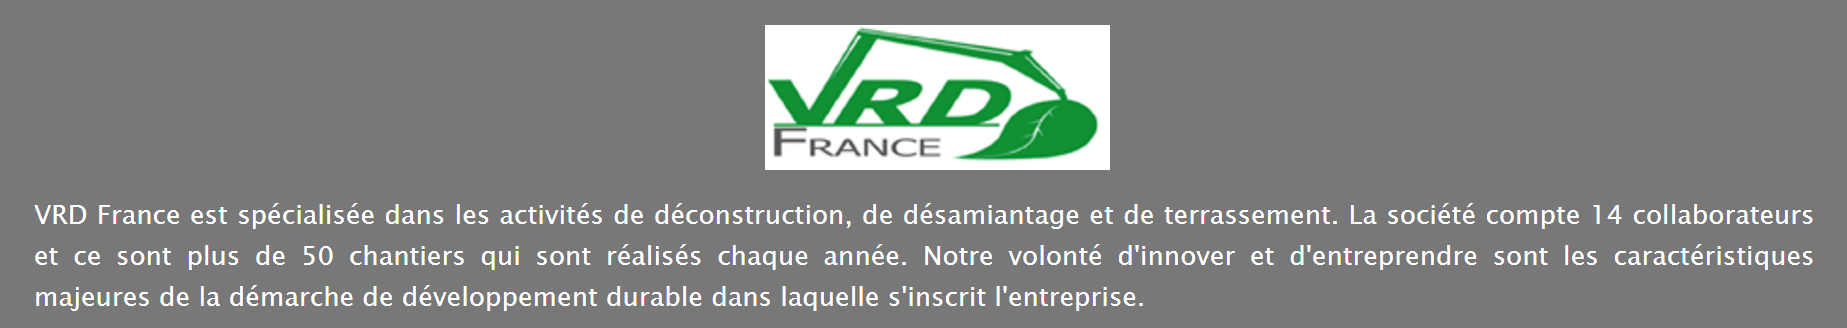 VRD
FRANCE
VRD France est spécialisée dans les activités de déconstruction, de désamiantage et de terrassement. La société compte 14 collaborateurs
et ce sont plus de 50 chantiers qui sont réalisés chaque année. Notre volonté d'innover et d'entreprendre sont les caractéristiques
majeures de la démarche de développement durable dans laquelle s'inscrit l'entreprise.